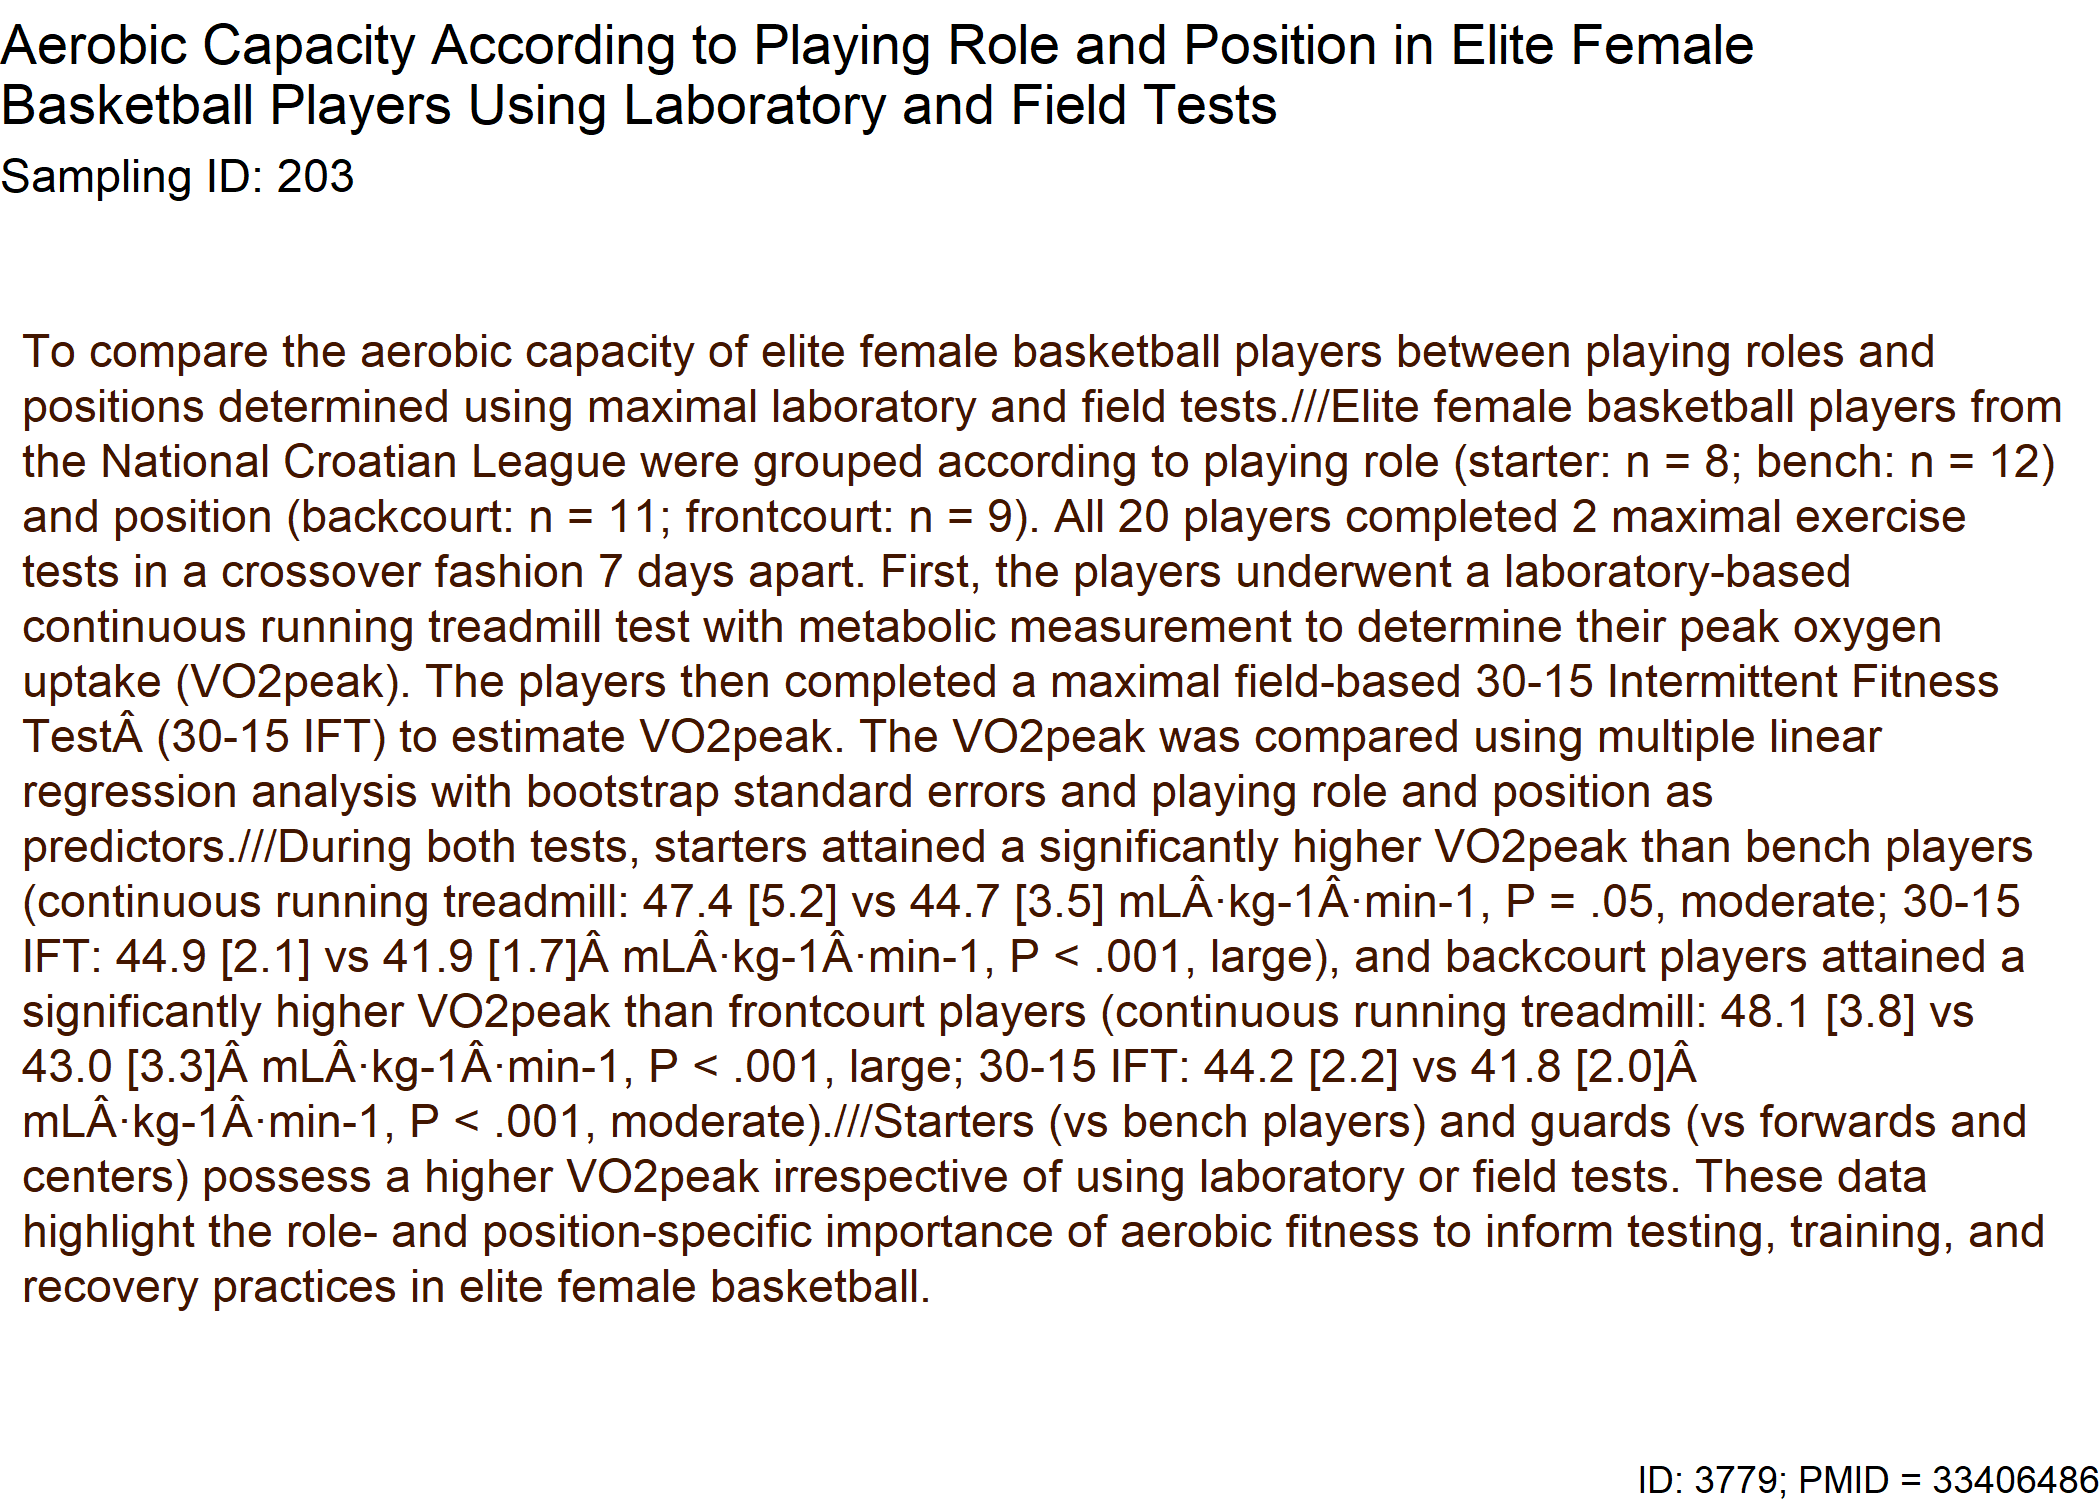 Aerobic Capacity According to Playing Role and Position in Elite Female
Basketball Players Using Laboratory and Field Tests
Sampling ID: 203
To compare the aerobic capacity of elite female basketball players between playing roles and
positions determined using maximal laboratory and field tests.///Elite female basketball players from
the National Croatian League were grouped according to playing role (starter: n = 8; bench: n = 12)
and position (backcourt: n = 11; frontcourt: n = 9). All 20 players completed 2 maximal exercise
tests in a crossover fashion 7 days apart. First, the players underwent a laboratory-based
continuous running treadmill test with metabolic measurement to determine their peak oxygen
uptake (VO2peak). The players then completed a maximal field-based 30-15 Intermittent Fitness
TestÂ (30-15 IFT) to estimate VO2peak. The VO2peak was compared using multiple linear
regression analysis with bootstrap standard errors and playing role and position as
predictors.///During both tests, starters attained a significantly higher VO2peak than bench players
(continuous running treadmill: 47.4 [5.2] vs 44.7 [3.5] mLÂ·kg-1Â·min-1, P = .05, moderate; 30-15
IFT: 44.9 [2.1] vs 41.9 [1.7]Â mLÂ·kg-1Â·min-1, P < .001, large), and backcourt players attained a
significantly higher VO2peak than frontcourt players (continuous running treadmill: 48.1 [3.8] vs
43.0 [3.3]Â mLÂ·kg-1Â·min-1, P < .001, large; 30-15 IFT: 44.2 [2.2] vs 41.8 [2.0]Â
mLÂ·kg-1Â·min-1, P < .001, moderate).///Starters (vs bench players) and guards (vs forwards and
centers) possess a higher VO2peak irrespective of using laboratory or field tests. These data
highlight the role- and position-specific importance of aerobic fitness to inform testing, training, and
recovery practices in elite female basketball.
ID: 3779; PMID = 33406486